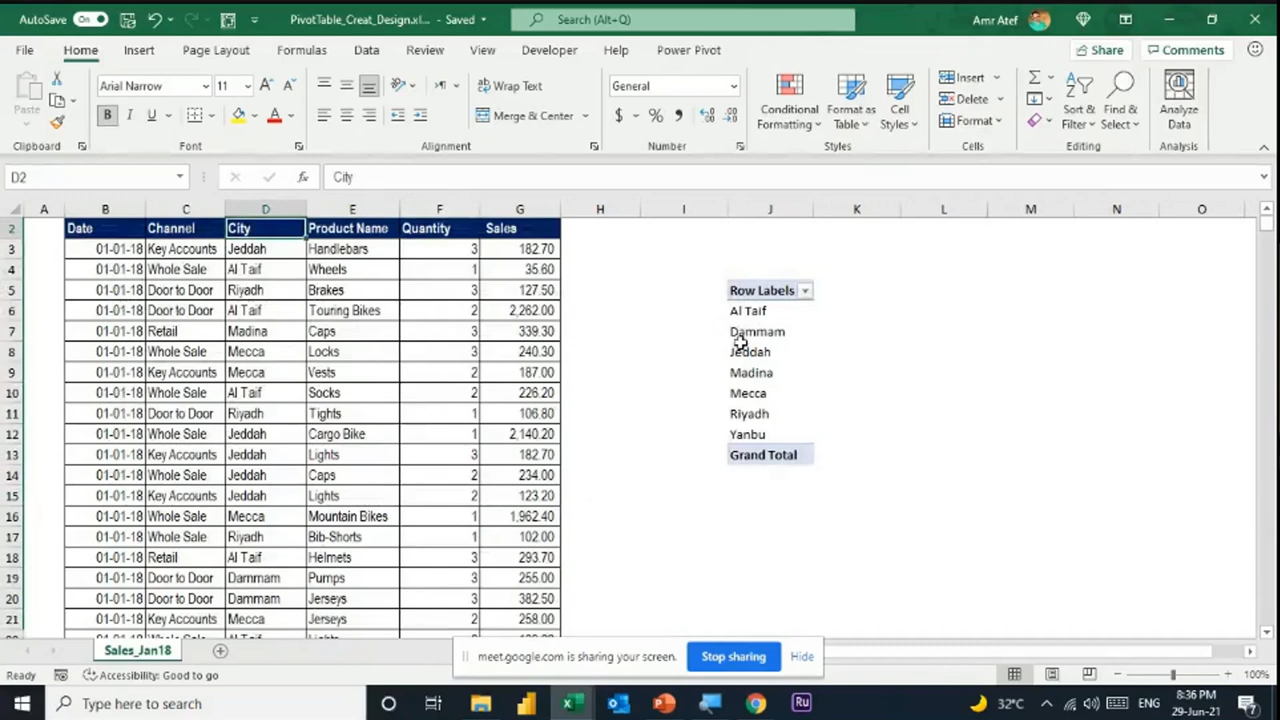 AutoSave On PivotTable_Creat_Design.xl... - Saved Search (Alt+Q) Amr Atef
File Home Insert Page Layout Formulas Data Review View Developer Help Power Pivot Share Comments
Paste Arial Narrow 11 Wrap Text General Conditional Formatting Format as Table Cell Styles Insert Sort & Filter Find & Select Analyze Data
B I U Merge & Center $ % Delete
Format
Clipboard Font Alignment Number Styles Cells Editing Analysis
D2 fx City
A B C D E F G H I J K L M N O
2 Date Channel City Product Name Quantity Sales
3 01-01-18 Key Accounts Jeddah Handlebars 3 182.70
4 01-01-18 Whole Sale Al Taif Wheels 1 35.60
5 01-01-18 Door to Door Riyadh Brakes 3 127.50 Row Labels
6 01-01-18 Door to Door Al Taif Touring Bikes 2 2,262.00 Al Taif
7 01-01-18 Retail Madina Caps 3 339.30 Dammam
8 01-01-18 Whole Sale Mecca Locks 3 240.30 Jeddah
9 01-01-18 Key Accounts Mecca Vests 2 187.00 Madina
10 01-01-18 Whole Sale Al Taif Socks 2 226.20 Mecca
11 01-01-18 Door to Door Riyadh Tights 1 106.80 Riyadh
12 01-01-18 Whole Sale Jeddah Cargo Bike 1 2,140.20 Yanbu
13 01-01-18 Key Accounts Jeddah Lights 3 182.70 Grand Total
14 01-01-18 Whole Sale Jeddah Caps 2 234.00
15 01-01-18 Key Accounts Jeddah Lights 2 123.20
16 01-01-18 Whole Sale Mecca Mountain Bikes 1 1,962.40
17 01-01-18 Whole Sale Riyadh Bib-Shorts 1 102.00
18 01-01-18 Retail Al Taif Helmets 3 293.70
19 01-01-18 Door to Door Dammam Pumps 3 255.00
20 01-01-18 Door to Door Dammam Jerseys 3 382.50
21 01-01-18 Key Accounts Mecca Jerseys 2 258.00
Sales_Jan18 meet.google.com is sharing your screen. Stop sharing Hide
Ready Accessibility: Good to go 100%
Type here to search Ru 32°C ENG 8:36 PM
29-Jun-21 7